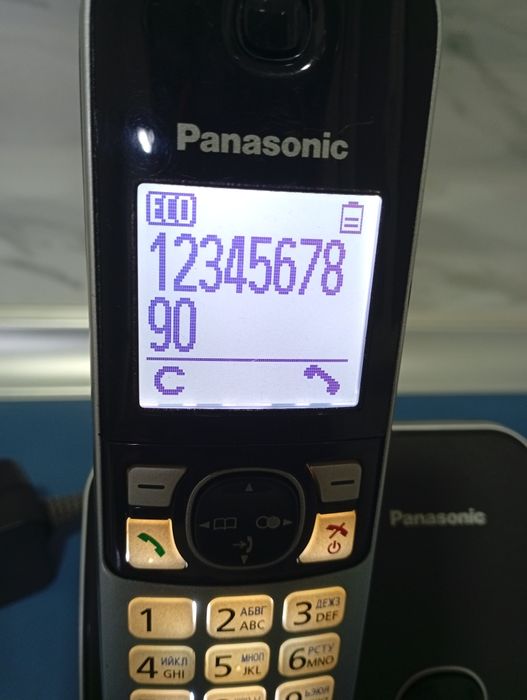 Panasonic
ECO
12345678
90
C
Panasonic
1
2 АБВГ ABC
3 ДЕЖЗ DEF
4 ИЙКЛ GHI
5 МНОП JKL
6 РСТУ MNO